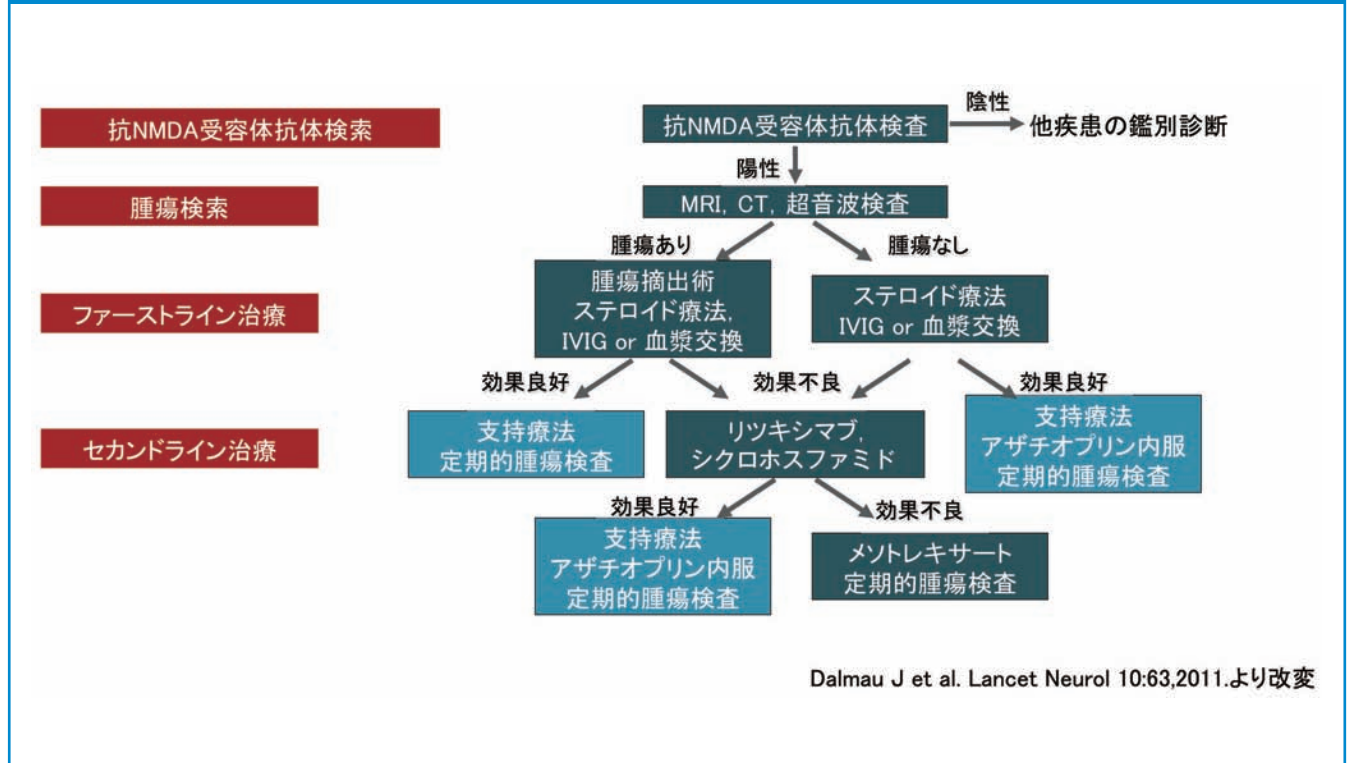 抗NMDA受容体抗体検索
抗NMDA受容体抗体検査
陰性
他疾患の鑑別診断
陽性
腫瘍検索
MRI, CT, 超音波検査
腫瘍あり
腫瘍なし
ファーストライン治療
腫瘍摘出術
ステロイド療法,
IVIG or 血漿交換
ステロイド療法
IVIG or 血漿交換
効果良好
効果不良
効果良好
セカンドライン治療
支持療法
定期的腫瘍検査
リツキシマブ,
シクロホスファミド
支持療法
アザチオプリン内服
定期的腫瘍検査
効果良好
効果不良
支持療法
アザチオプリン内服
定期的腫瘍検査
メソトレキサート
定期的腫瘍検査
Dalmau J et al. Lancet Neurol 10:63,2011.より改変